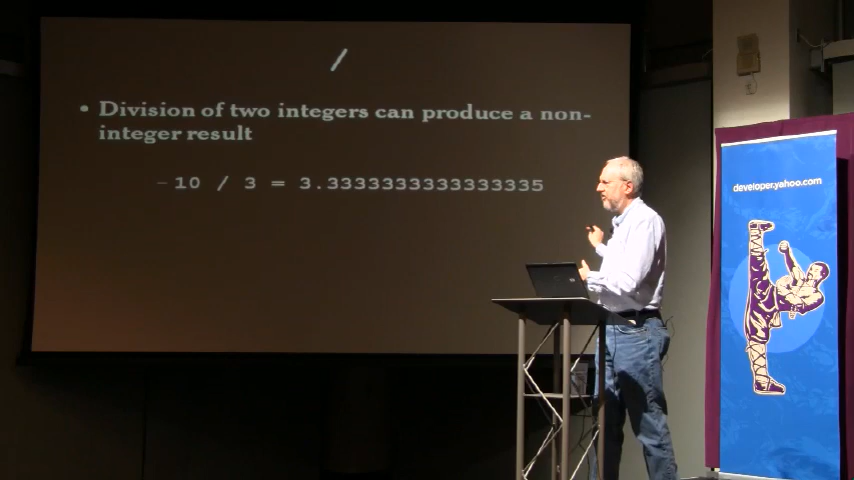 /
• Division of two integers can produce a non-
integer result
– 10 / 3 = 3.3333333333333335
developer.yahoo.com